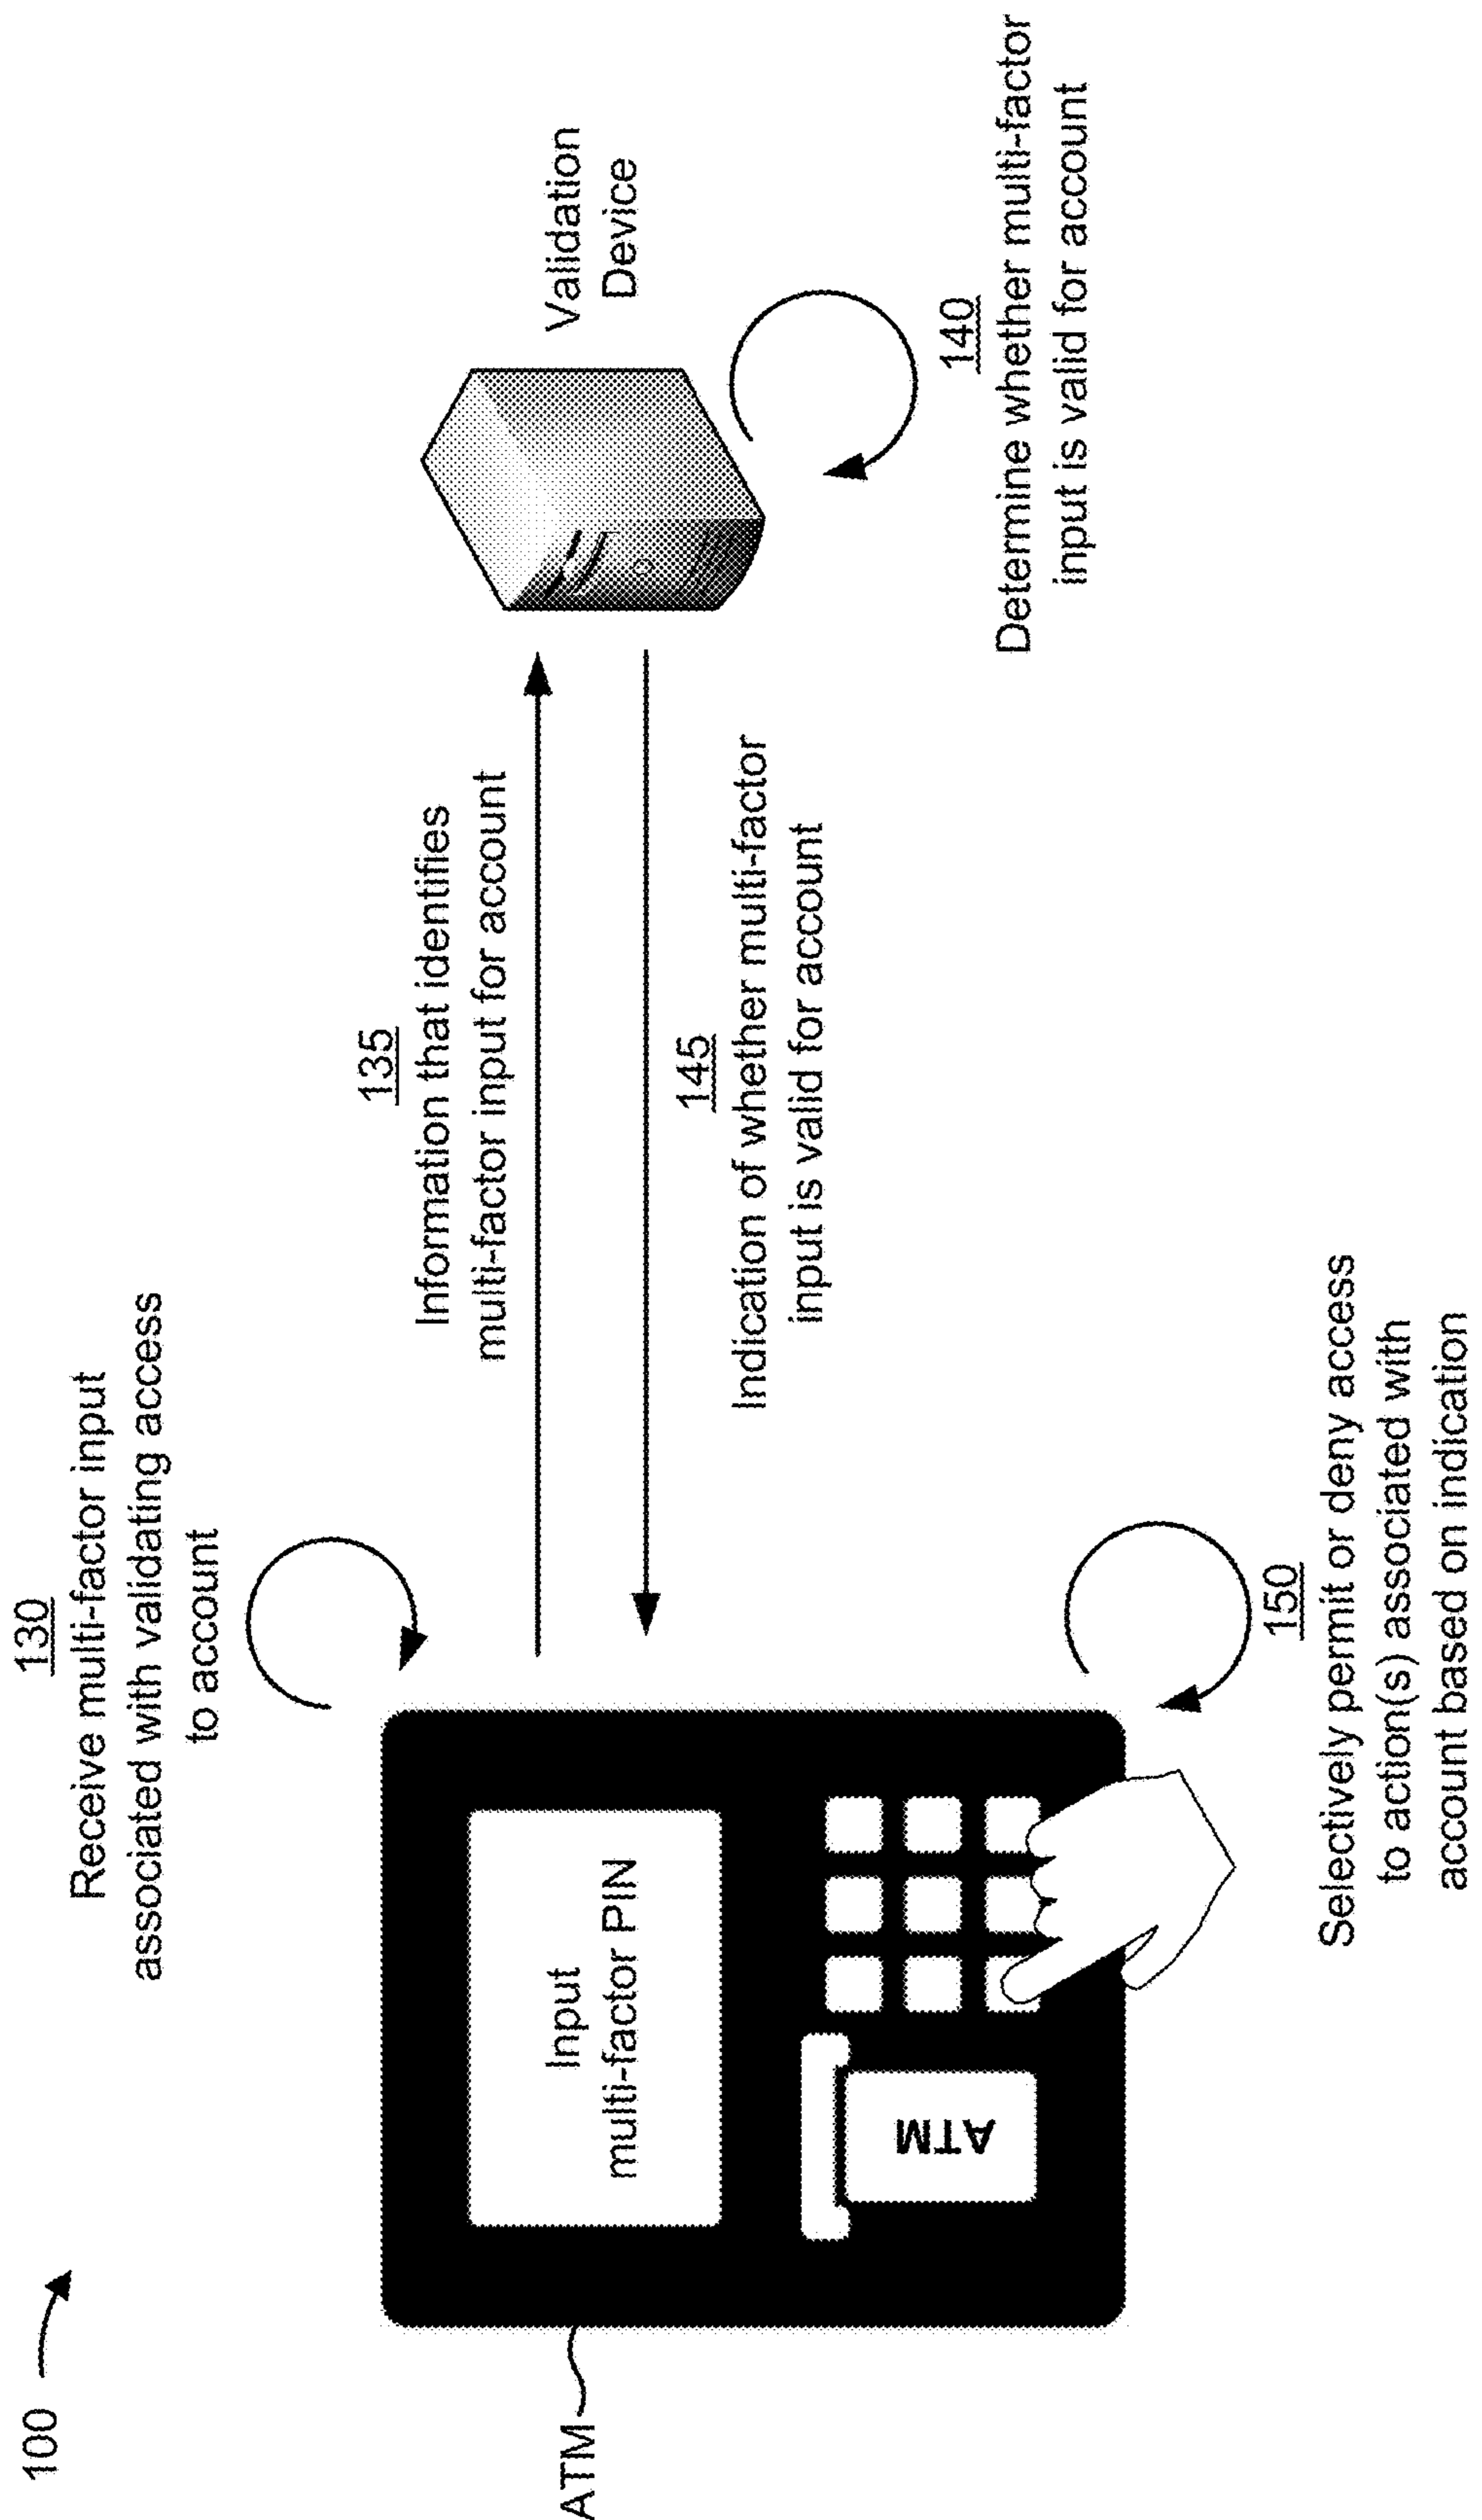 100
130
Receive multi-factor input
associated with validating access
to account
135
Information that identifies
multi-factor input for account
Validation
Device
ATM
Input
multi-factor PIN
ATM
145
Indication of whether multi-factor
input is valid for account
140
Determine whether multi-factor
input is valid for account
150
Selectively permit or deny access
to action(s) associated with
account based on indication